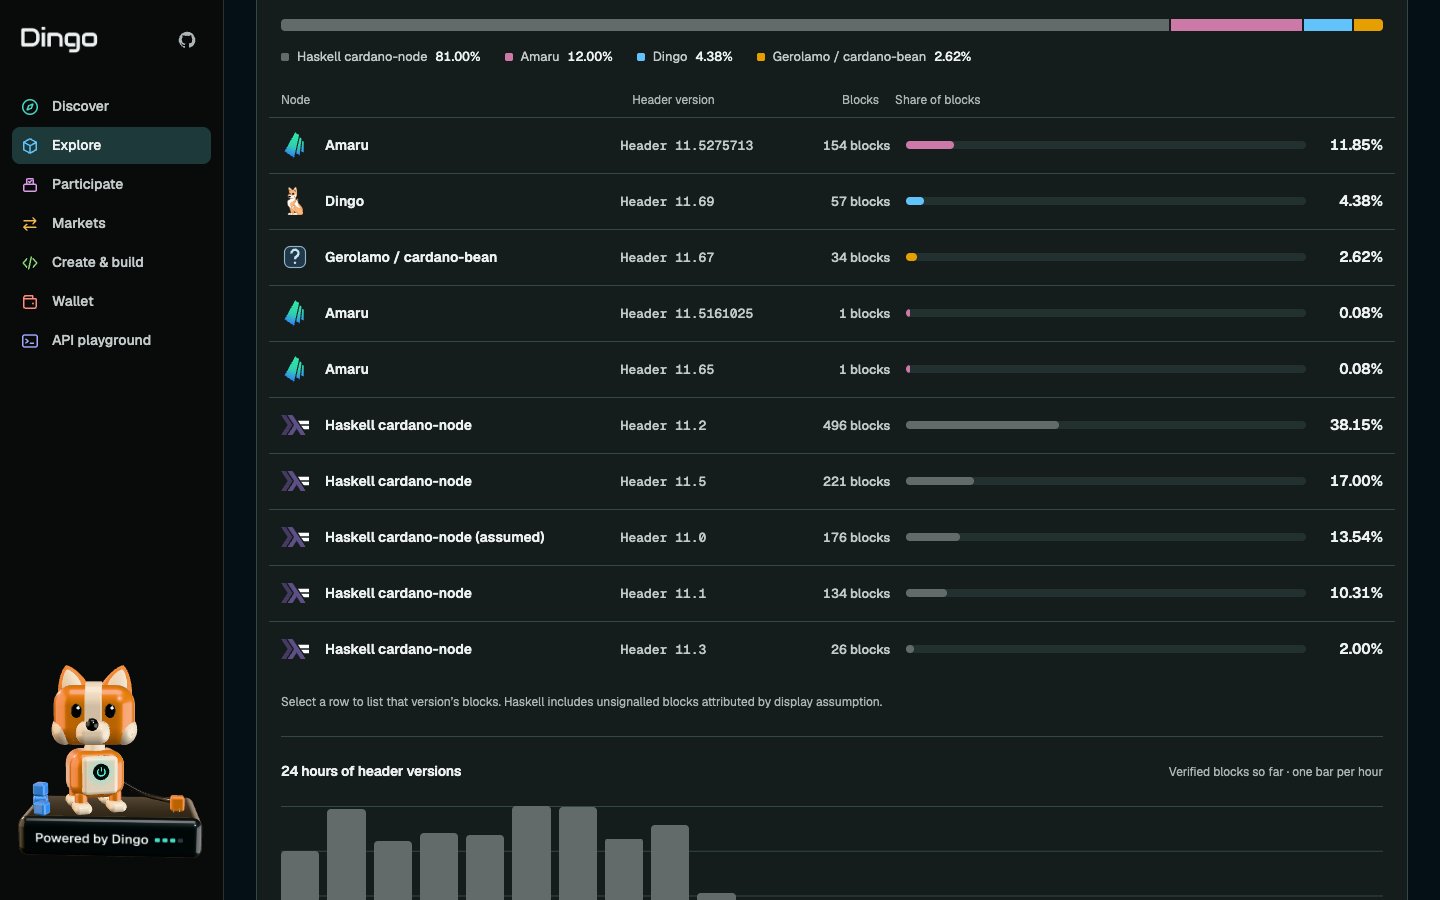 Dingo
Discover
Explore
Participate
Markets
Create & build
Wallet
API playground
Powered by Dingo
Haskell cardano-node 81.00% Amaru 12.00% Dingo 4.38% Gerolamo / cardano-bean 2.62%
Node Header version Blocks Share of blocks
Amaru Header 11.5275713 154 blocks 11.85%
Dingo Header 11.69 57 blocks 4.38%
? Gerolamo / cardano-bean Header 11.67 34 blocks 2.62%
Amaru Header 11.5161025 1 blocks 0.08%
Amaru Header 11.65 1 blocks 0.08%
Haskell cardano-node Header 11.2 496 blocks 38.15%
Haskell cardano-node Header 11.5 221 blocks 17.00%
Haskell cardano-node (assumed) Header 11.0 176 blocks 13.54%
Haskell cardano-node Header 11.1 134 blocks 10.31%
Haskell cardano-node Header 11.3 26 blocks 2.00%
Select a row to list that version's blocks. Haskell includes unsignalled blocks attributed by display assumption.
24 hours of header versions Verified blocks so far · one bar per hour